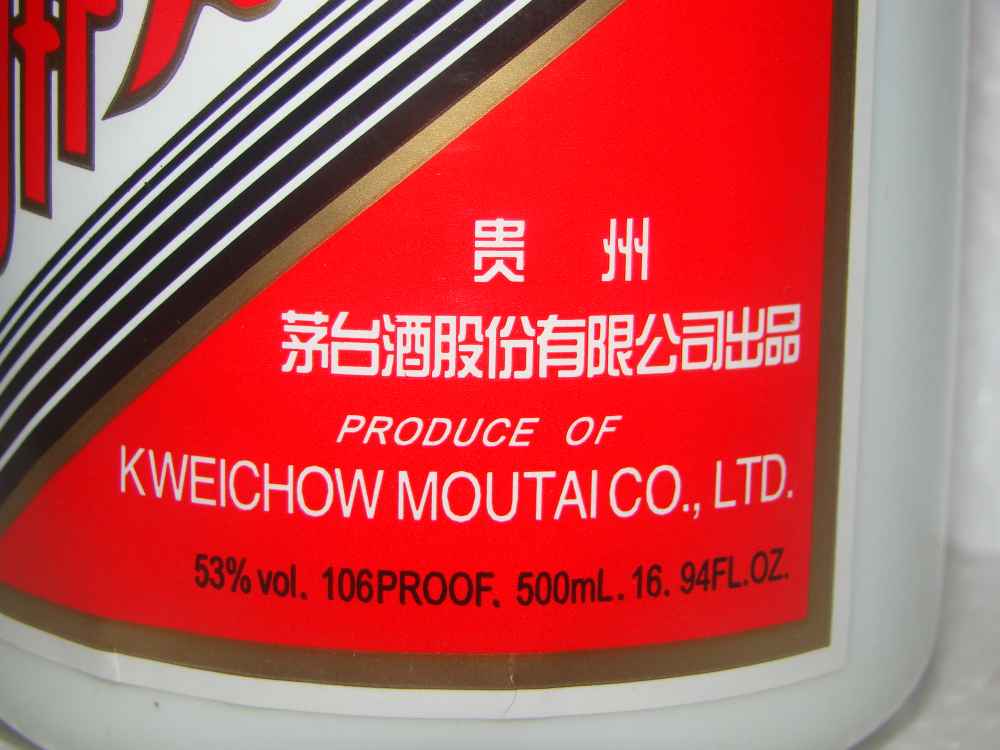 贵州
茅台酒股份有限公司出品
PRODUCE OF
KWEICHOW MOUTAI CO., LTD.
53% vol. 106PROOF. 500mL. 16. 94FL.OZ.